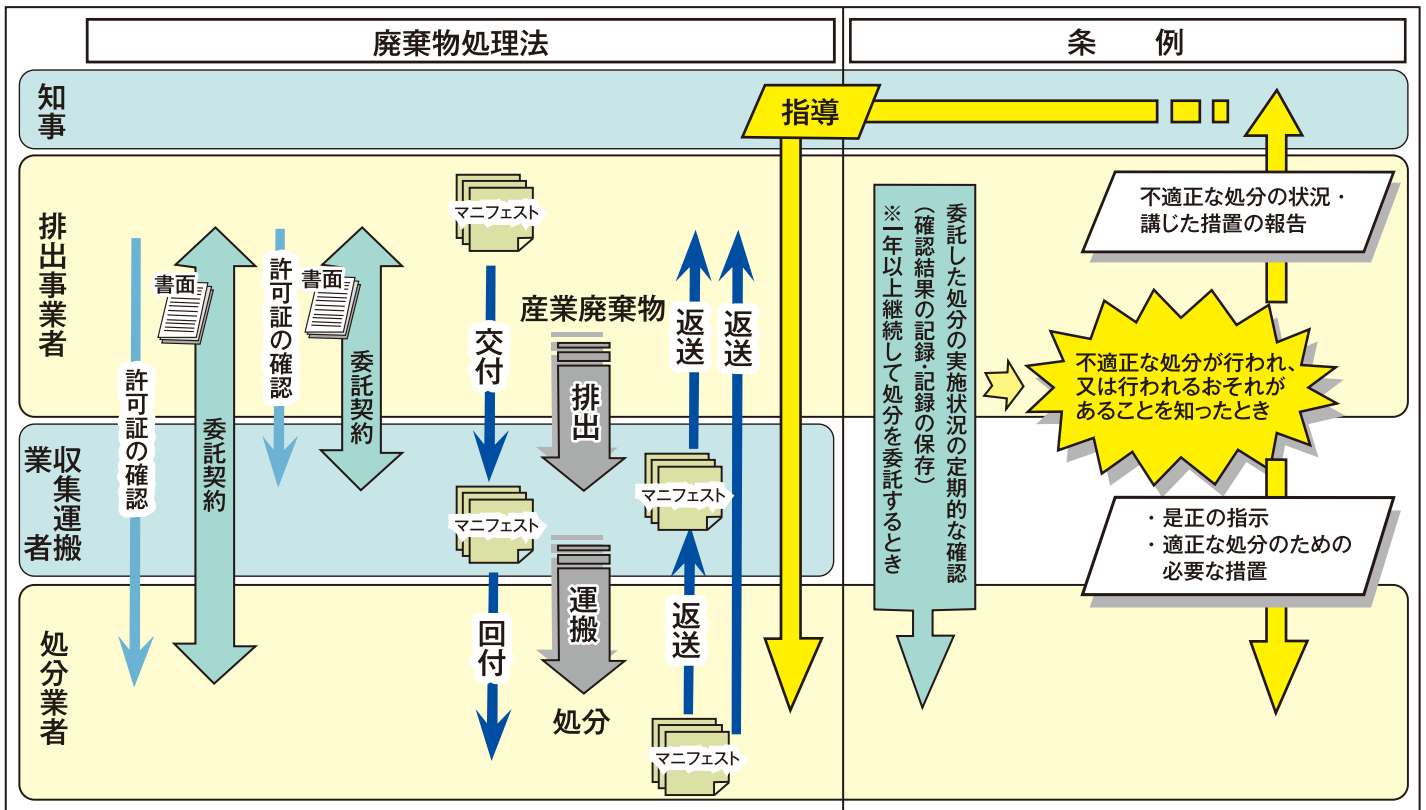 廃棄物処理法
条　例
知事
指導
排出事業者
マニフェスト
不適正な処分の状況・
講じた措置の報告
許可証の確認
書面
委託契約
許可証の確認
書面
委託契約
交付
産業廃棄物
排出
返送
返送
委託した処分の実施状況の定期的な確認
（確認結果の記録・記録の保存）
※一年以上継続して処分を委託するとき
不適正な処分が行われ、
又は行われるおそれが
あることを知ったとき
収集運搬
業者
マニフェスト
マニフェスト
・是正の指示
・適正な処分のための
必要な措置
処分業者
回付
運搬
処分
返送
マニフェスト